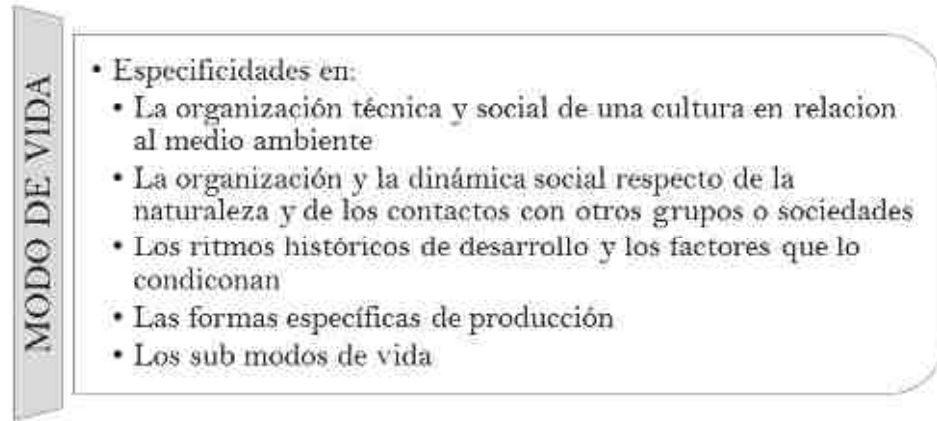 MODO DE VIDA
• Especificidades en:
• La organización técnica y social de una cultura en relacion
al medio ambiente
• La organización y la dinámica social respecto de la
naturaleza y de los contactos con otros grupos o sociedades
• Los ritmos históricos de desarrollo y los factores que lo
condiconan
• Las formas específicas de producción
• Los sub modos de vida